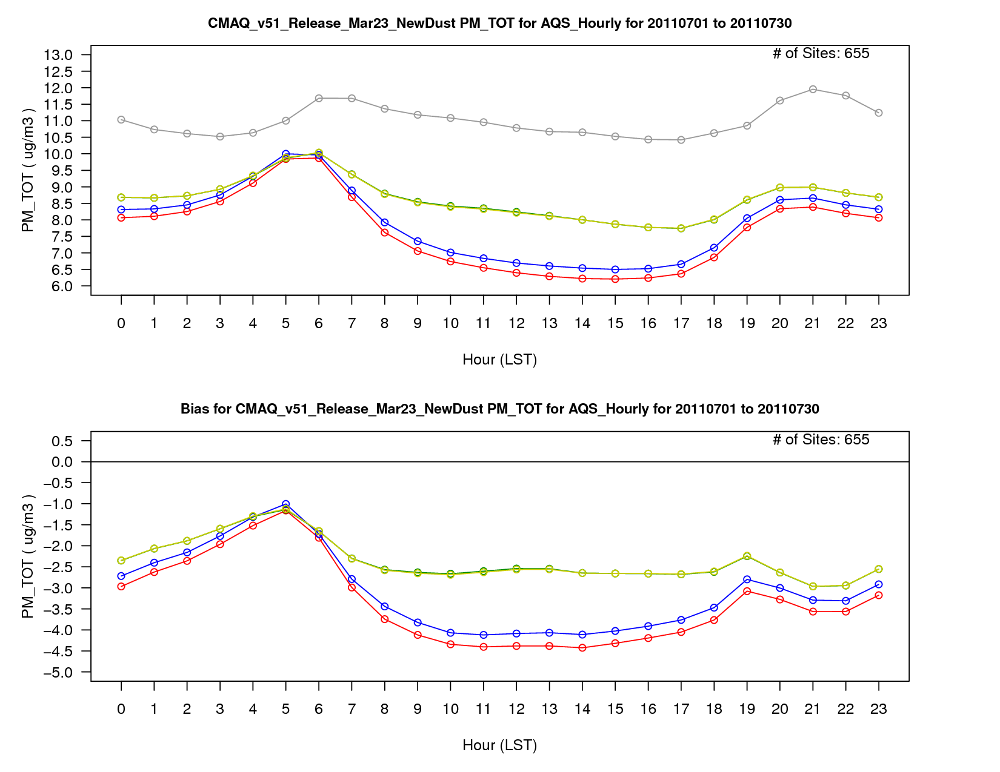 CMAQ_v51_Release_Mar23_NewDust PM_TOT for AQS_Hourly for 20110701 to 20110730
# of Sites: 655
13.0
12.5
12.0
11.5
11.0
10.5
10.0
9.5
9.0
8.5
8.0
7.5
7.0
6.5
6.0
PM_TOT ( ug/m3 )
0 1 2 3 4 5 6 7 8 9 10 11 12 13 14 15 16 17 18 19 20 21 22 23
Hour (LST)
Bias for CMAQ_v51_Release_Mar23_NewDust PM_TOT for AQS_Hourly for 20110701 to 20110730
# of Sites: 655
0.5
0.0
−0.5
−1.0
−1.5
−2.0
−2.5
−3.0
−3.5
−4.0
−4.5
−5.0
PM_TOT ( ug/m3 )
0 1 2 3 4 5 6 7 8 9 10 11 12 13 14 15 16 17 18 19 20 21 22 23
Hour (LST)